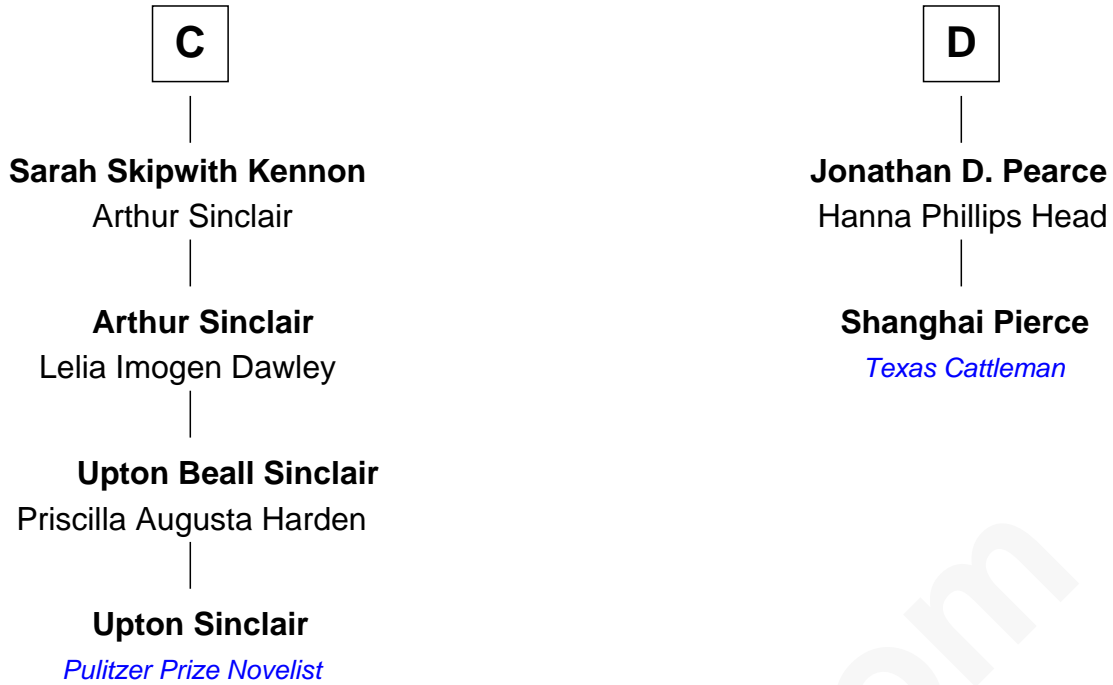 C
Sarah Skipwith Kennon
Arthur Sinclair
Arthur Sinclair
Lelia Imogen Dawley
Upton Beall Sinclair
Priscilla Augusta Harden
Upton Sinclair
Pulitzer Prize Novelist
D
Jonathan D. Pearce
Hanna Phillips Head
Shanghai Pierce
Texas Cattleman
om